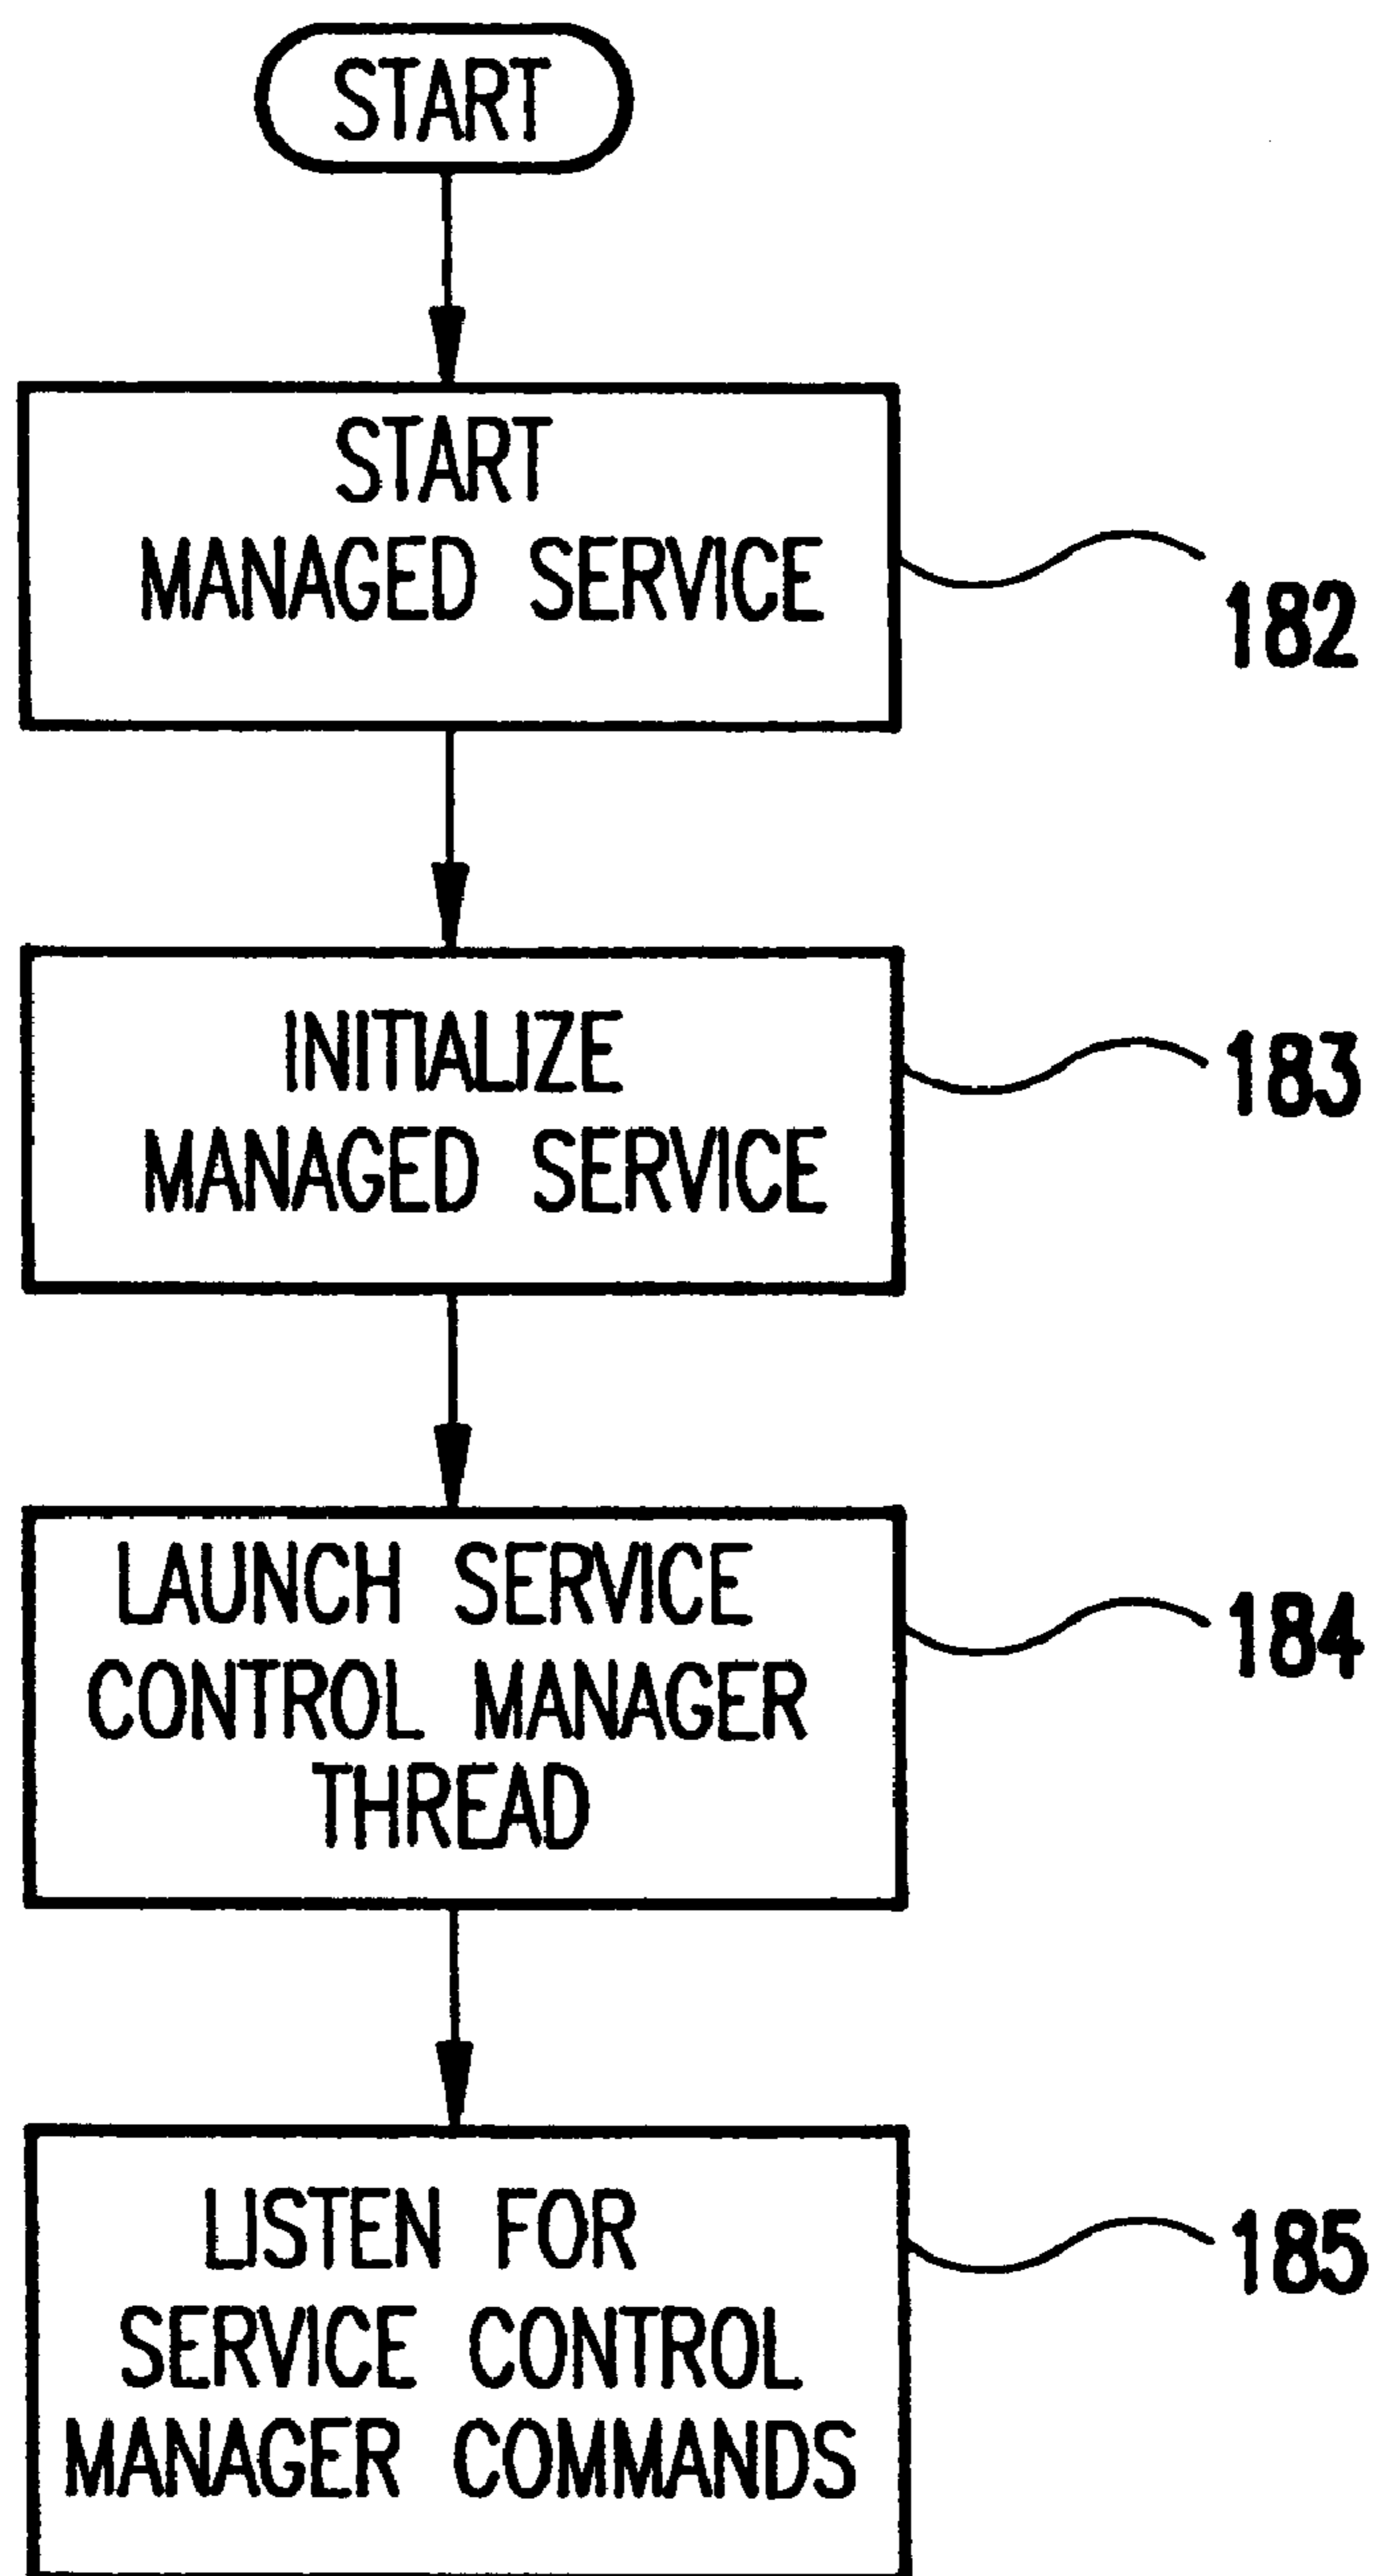 START
START
MANAGED SERVICE
182
INITIALIZE
MANAGED SERVICE
183
LAUNCH SERVICE
CONTROL MANAGER
THREAD
184
LISTEN FOR
SERVICE CONTROL
MANAGER COMMANDS
185